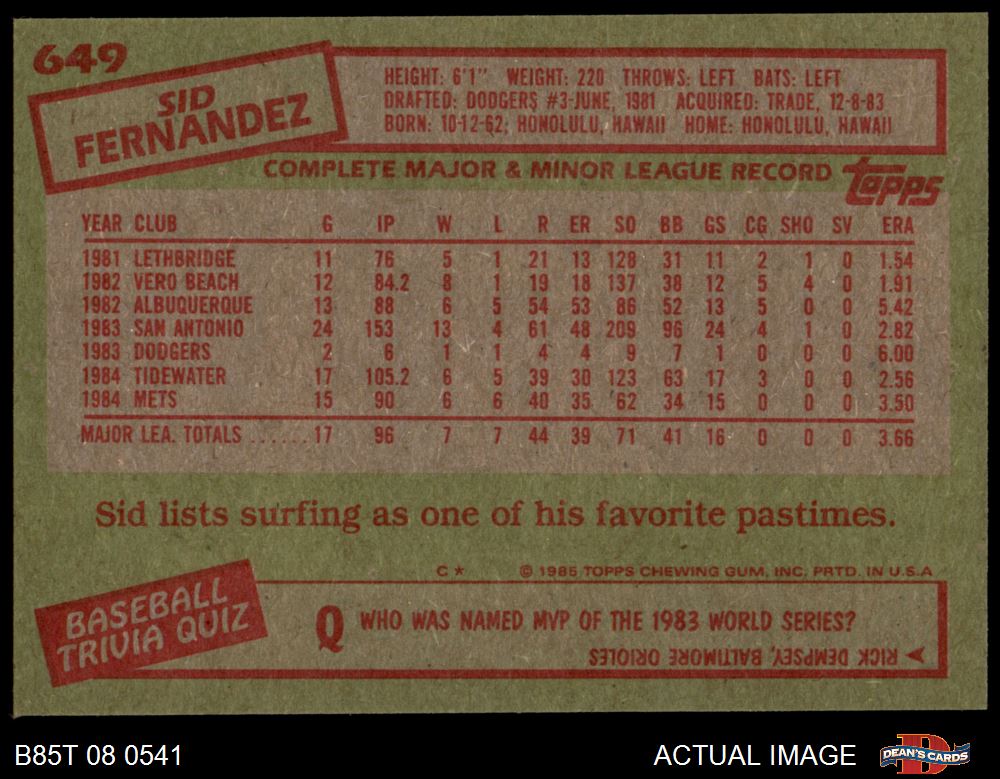 649
SID
FERNANDEZ
HEIGHT: 6'1" WEIGHT: 220 THROWS: LEFT BATS: LEFT
DRAFTED: DODGERS #3-JUNE, 1981 ACQUIRED: TRADE, 12-8-83
BORN: 10-12-62, HONOLULU, HAWAII HOME: HONOLULU, HAWAII
COMPLETE MAJOR & MINOR LEAGUE RECORD topps
YEAR CLUB G IP W L R ER SO BB GS CG SHO SV ERA
1981 LETHBRIDGE 11 76 5 1 21 13 128 31 11 2 1 0 1.54
1982 VERO BEACH 12 84.2 8 1 19 18 137 38 12 5 4 0 1.91
1982 ALBUQUERQUE 13 88 6 5 54 53 86 52 13 5 0 0 5.42
1983 SAN ANTONIO 24 153 13 4 61 48 209 96 24 4 1 0 2.82
1983 DODGERS 2 6 1 1 4 4 9 7 1 0 0 0 6.00
1984 TIDEWATER 17 105.2 6 5 39 30 123 63 17 3 0 0 2.56
1984 METS 15 90 6 6 40 35 62 34 15 0 0 0 3.50
MAJOR LEA. TOTALS ...... 17 96 7 7 44 39 71 41 16 0 0 0 3.66
Sid lists surfing as one of his favorite pastimes.
C* © 1985 TOPPS CHEWING GUM, INC. PRTD. IN U.S.A
BASEBALL
TRIVIA QUIZ
Q WHO WAS NAMED MVP OF THE 1983 WORLD SERIES?
RICK DEMPSEY, BALTIMORE ORIOLES
B85T 08 0541 ACTUAL IMAGE DEAN'S CARDS